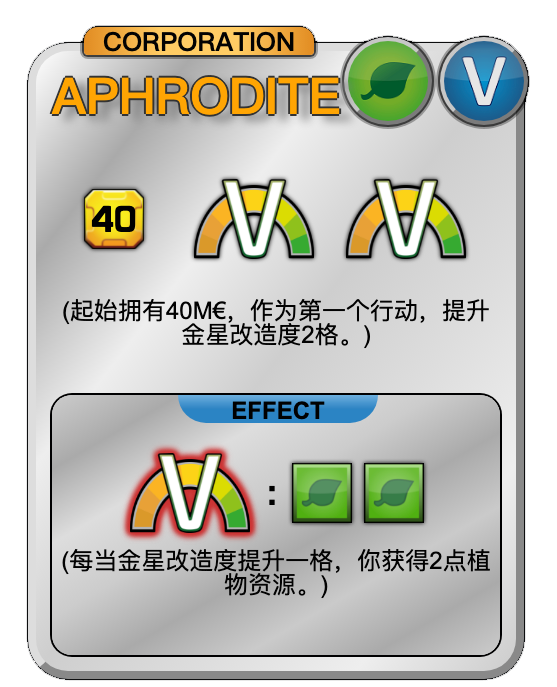 CORPORATION
APHRODITE
V
40 V V
(起始拥有40M€，作为第一个行动，提升
金星改造度2格。)
EFFECT
V :
(每当金星改造度提升一格，你获得2点植
物资源。)